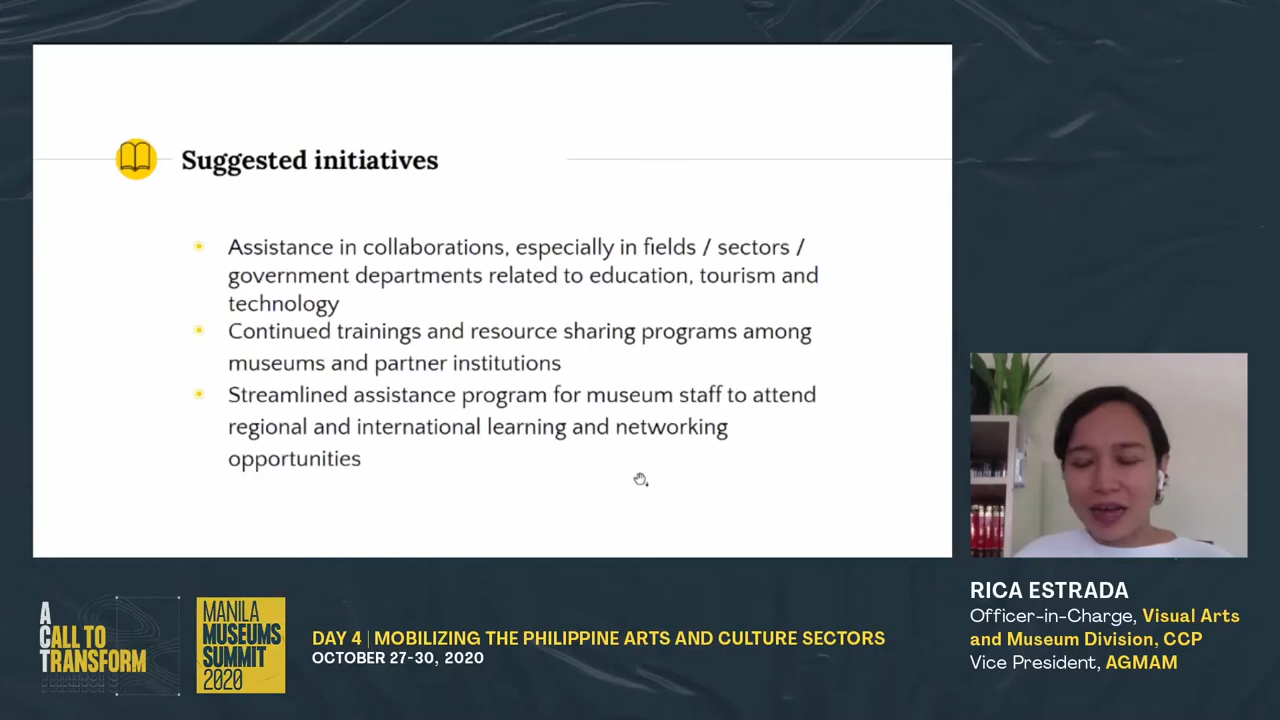 Suggested initiatives
Assistance in collaborations, especially in fields / sectors /
government departments related to education, tourism and
technology
Continued trainings and resource sharing programs among
museums and partner institutions
Streamlined assistance program for museum staff to attend
regional and international learning and networking
opportunities
RICA ESTRADA
Officer-in-Charge, Visual Arts
and Museum Division, CCP
Vice President, AGMAM
A
CALL TO
TRANSFORM
MANILA
MUSEUMS
SUMMIT
2020
DAY 4 | MOBILIZING THE PHILIPPINE ARTS AND CULTURE SECTORS
OCTOBER 27-30, 2020